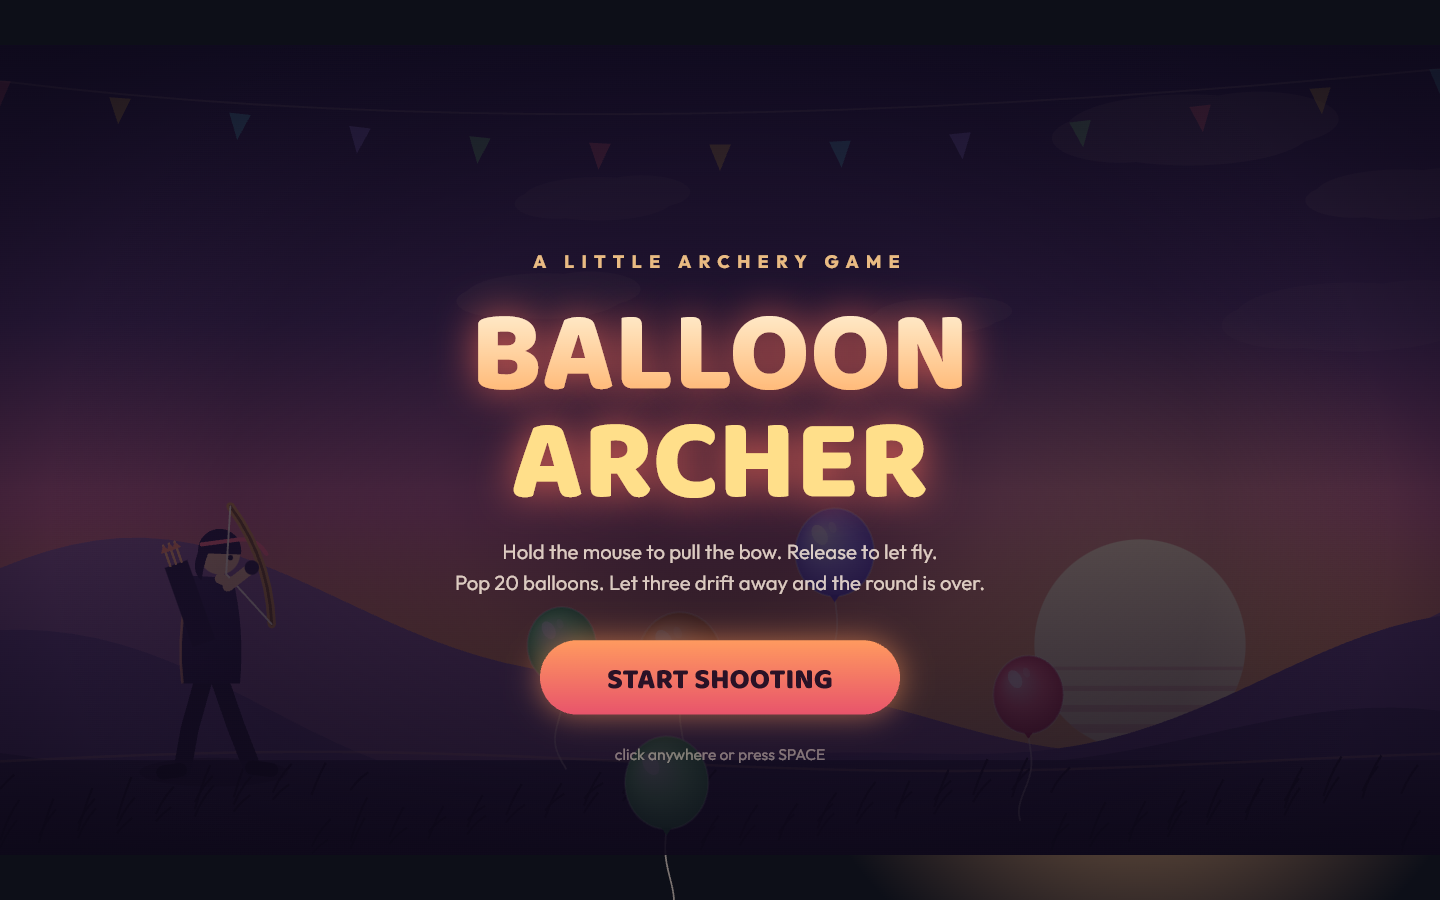 A LITTLE ARCHERY GAME
BALLOON
ARCHER
Hold the mouse to pull the bow. Release to let fly.
Pop 20 balloons. Let three drift away and the round is over.
START SHOOTING
click anywhere or press SPACE